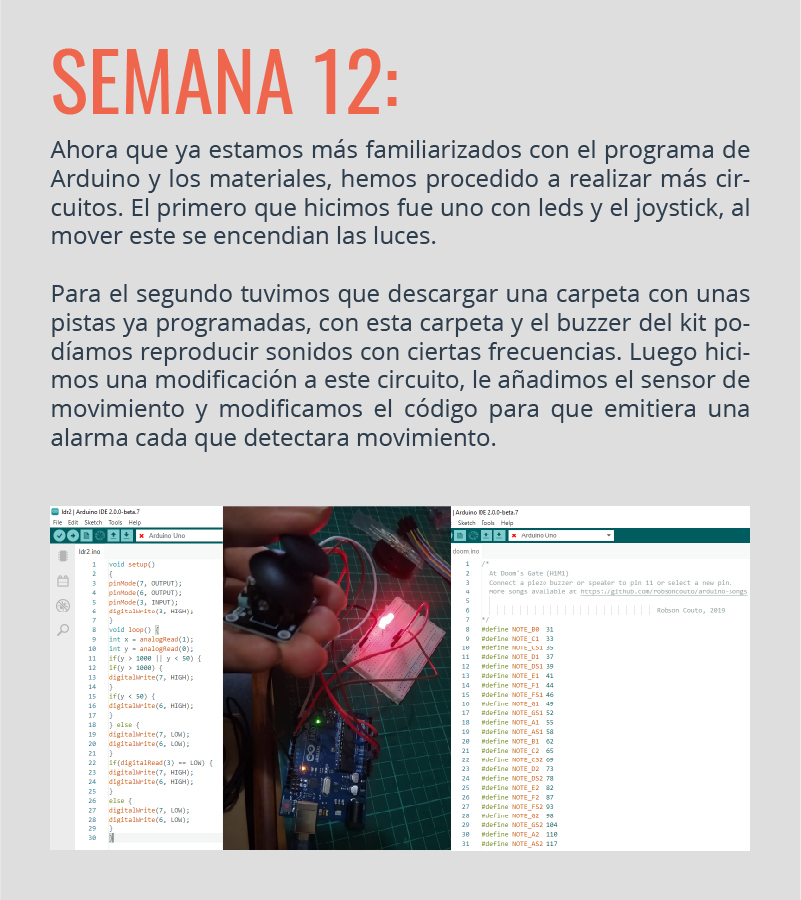 SEMANA 12:
Ahora que ya estamos más familiarizados con el programa de
Arduino y los materiales, hemos procedido a realizar más cir-
cuitos. El primero que hicimos fue uno con leds y el joystick, al
mover este se encendian las luces.
Para el segundo tuvimos que descargar una carpeta con unas
pistas ya programadas, con esta carpeta y el buzzer del kit po-
díamos reproducir sonidos con ciertas frecuencias. Luego hici-
mos una modificación a este circuito, le añadimos el sensor de
movimiento y modificamos el código para que emitiera una
alarma cada que detectara movimiento.
ldr2 | Arduino IDE 2.0.0-beta.7
File Edit Sketch Tools Help
Arduino Uno
ldr2.ino
1 void setup()
2 {
3 pinMode(7, OUTPUT);
4 pinMode(6, OUTPUT);
5 pinMode(3, INPUT);
6 digitalWrite(3, HIGH);
7 }
8 void loop() {
9 int x = analogRead(1);
10 int y = analogRead(0);
11 if(y > 1000 || y < 50) {
12 if(y > 1000) {
13 digitalWrite(7, HIGH);
14 }
15 if(y < 50) {
16 digitalWrite(6, HIGH);
17 }
18 } else {
19 digitalWrite(7, LOW);
20 digitalWrite(6, LOW);
21 }
22 if(digitalRead(3) == LOW) {
23 digitalWrite(7, HIGH);
24 digitalWrite(6, HIGH);
25 }
26 else {
27 digitalWrite(7, LOW);
28 digitalWrite(6, LOW);
29 }
30 }
| Arduino IDE 2.0.0-beta.7
Sketch Tools Help
Arduino Uno
doom.ino
1 /*
2 At Doom's Gate (HIM1)
3 Connect a piezo buzzer or speater to pin 11 or select a new pin.
4 More songs available at https://github.com/robsoncouto/arduino-songs
5
6 Robson Couto, 2019
7 */
8 #define NOTE_B0 31
9 #define NOTE_C1 33
10 #define NOTE_CS1 35
11 #define NOTE_D1 37
12 #define NOTE_DS1 39
13 #define NOTE_E1 41
14 #define NOTE_F1 44
15 #define NOTE_FS1 46
16 #define NOTE_G1 49
17 #define NOTE_GS1 52
18 #define NOTE_A1 55
19 #define NOTE_AS1 58
20 #define NOTE_B1 62
21 #define NOTE_C2 65
22 #define NOTE_CS2 69
23 #define NOTE_D2 73
24 #define NOTE_DS2 78
25 #define NOTE_E2 82
26 #define NOTE_F2 87
27 #define NOTE_FS2 93
28 #define NOTE_G2 98
29 #define NOTE_GS2 104
30 #define NOTE_A2 110
31 #define NOTE_AS2 117